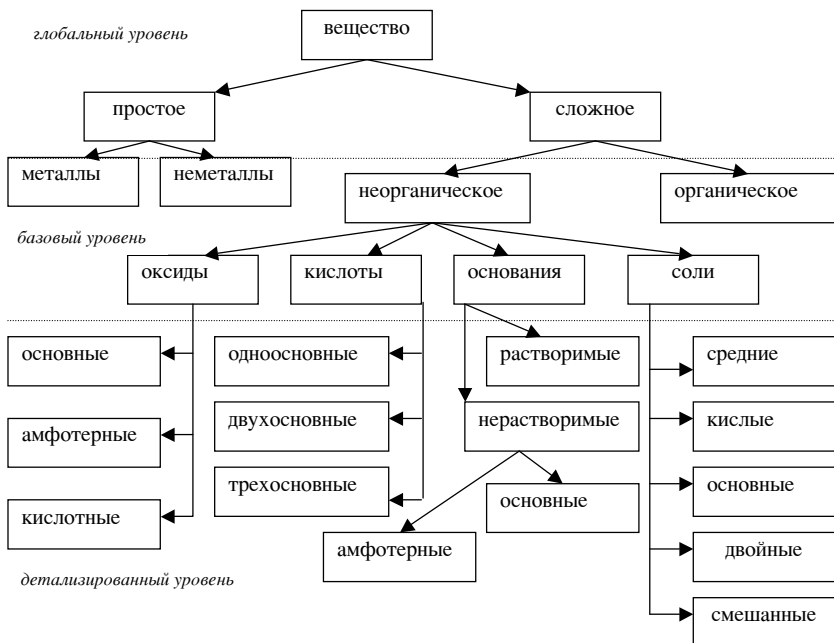 глобальный уровень
вещество
простое
сложное
металлы
неметаллы
неорганическое
органическое
базовый уровень
оксиды
кислоты
основания
соли
основные
одноосновные
растворимые
средние
амфотерные
двухосновные
нерастворимые
кислые
кислотные
трехосновные
основные
основные
амфотерные
двойные
детализированный уровень
смешанные